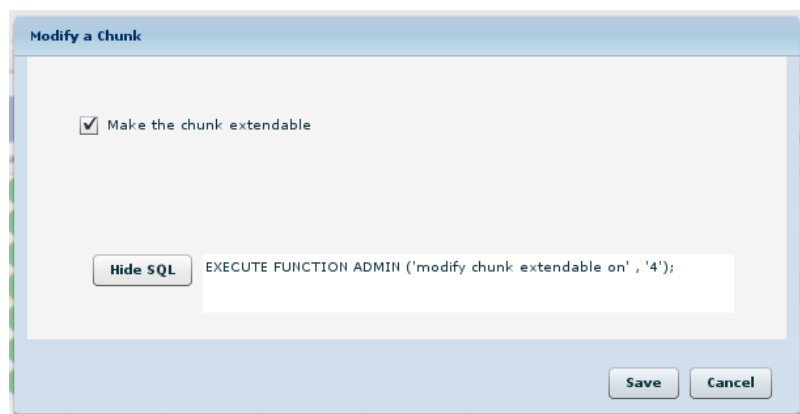 Modify a Chunk
Make the chunk extendable
Hide SQL
EXECUTE FUNCTION ADMIN ('modify chunk extendable on' , '4');
Save
Cancel